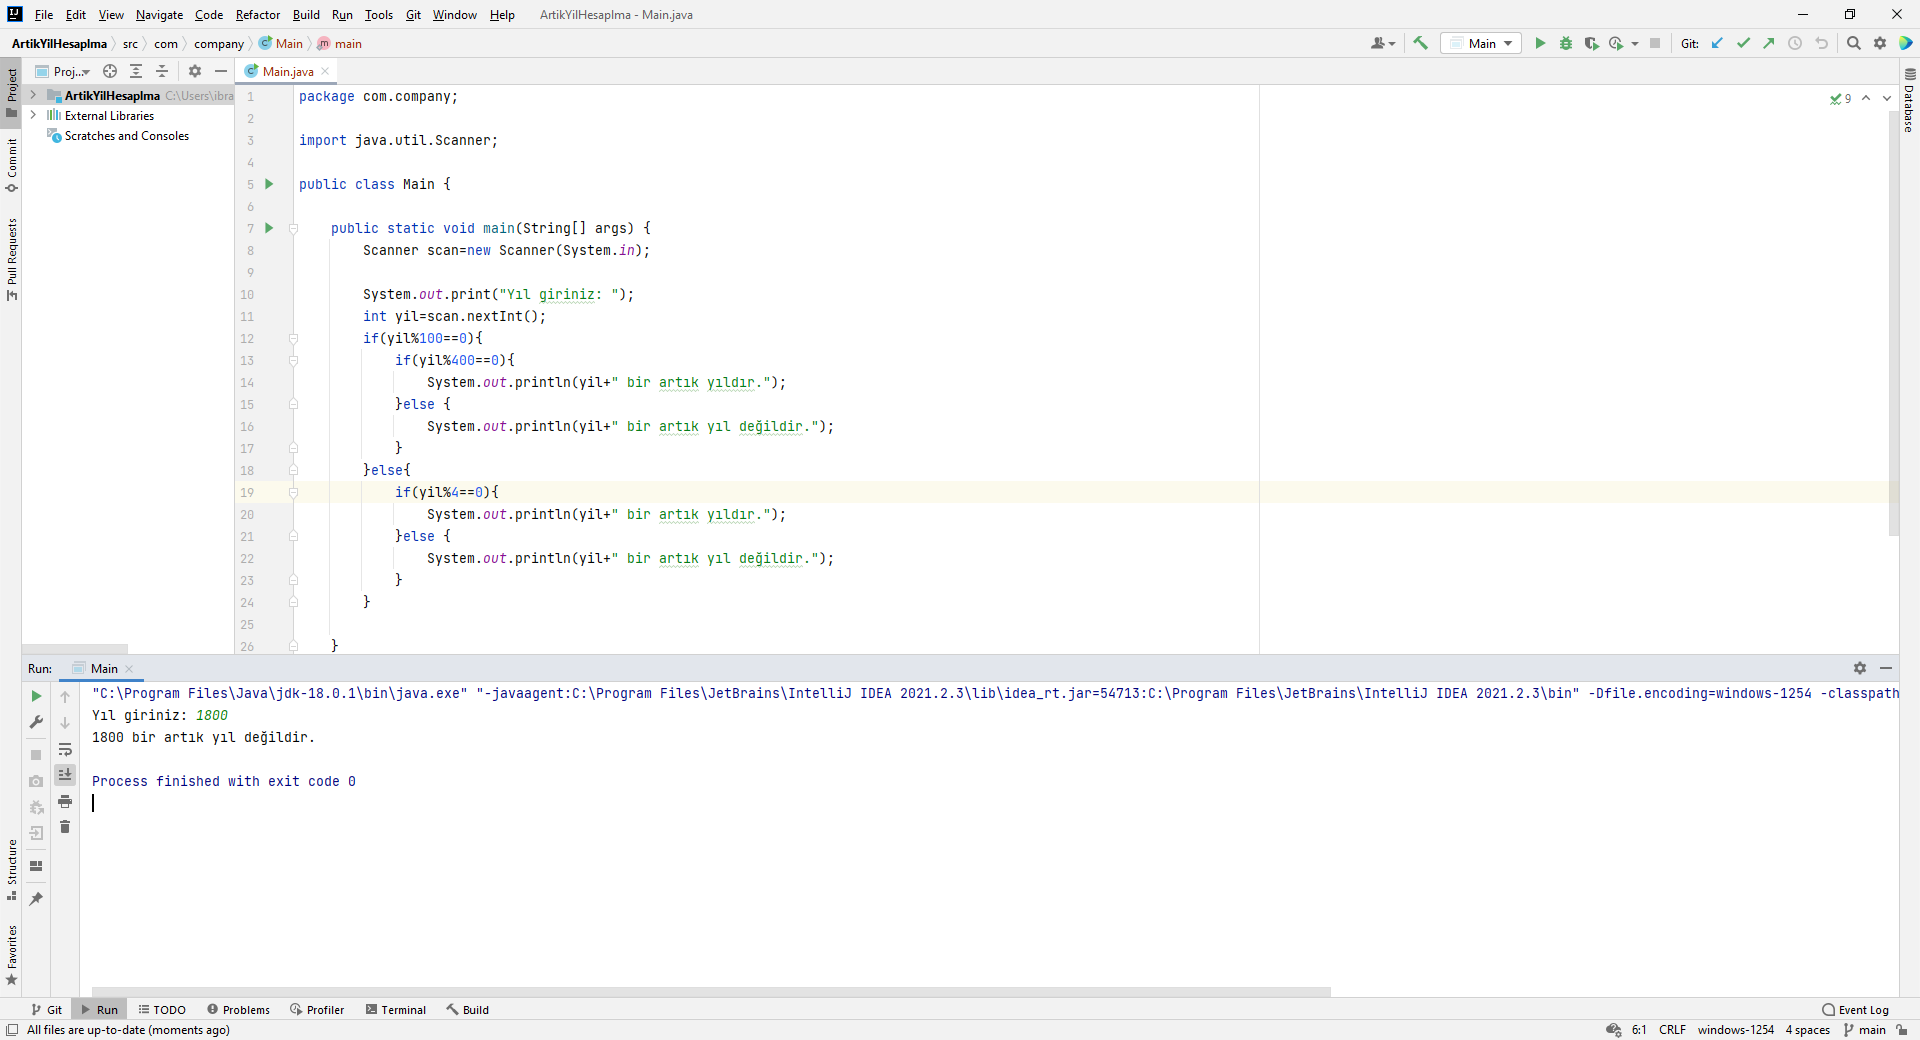 File Edit View Navigate Code Refactor Build Run Tools Git Window Help ArtikYilHesaplma - Main.java
ArtikYilHesaplma src com company Main main Main Git:
Project
Commit
Pull Requests
Structure
Favorites
Proj...
ArtikYilHesaplma C:\Users\ibra
External Libraries
Scratches and Consoles
Main.java
9
Database
1 package com.company;
2
3 import java.util.Scanner;
4
5 public class Main {
6
7 public static void main(String[] args) {
8 Scanner scan=new Scanner(System.in);
9
10 System.out.print("Yıl giriniz: ");
11 int yil=scan.nextInt();
12 if(yil%100==0){
13 if(yil%400==0){
14 System.out.println(yil+" bir artık yıldır.");
15 }else {
16 System.out.println(yil+" bir artık yıl değildir.");
17 }
18 }else{
19 if(yil%4==0){
20 System.out.println(yil+" bir artık yıldır.");
21 }else {
22 System.out.println(yil+" bir artık yıl değildir.");
23 }
24 }
25
26 }
Run: Main
"C:\Program Files\Java\jdk-18.0.1\bin\java.exe" "-javaagent:C:\Program Files\JetBrains\IntelliJ IDEA 2021.2.3\lib\idea_rt.jar=54713:C:\Program Files\JetBrains\IntelliJ IDEA 2021.2.3\bin" -Dfile.encoding=windows-1254 -classpath
Yıl giriniz: 1800
1800 bir artık yıl değildir.
Process finished with exit code 0
Git Run TODO Problems Profiler Terminal Build Event Log
All files are up-to-date (moments ago) 6:1 CRLF windows-1254 4 spaces main